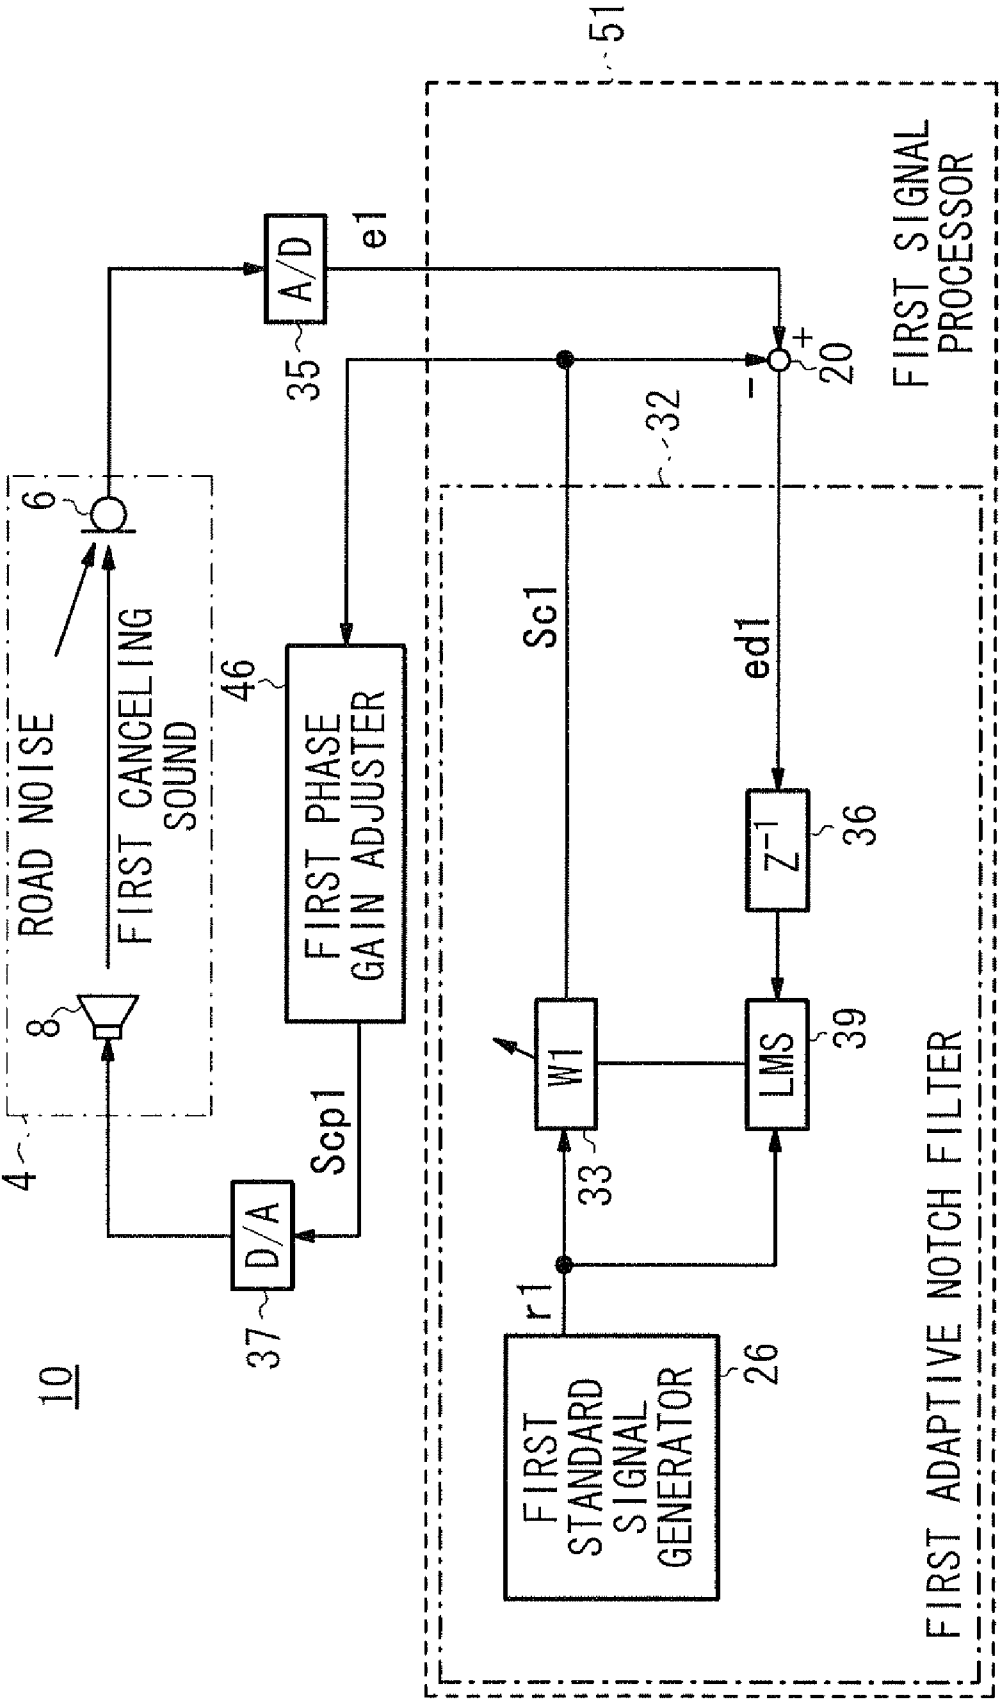 10
4
ROAD NOISE
8
6
FIRST CANCELING
SOUND
D/A
37
Scp1
46
FIRST PHASE
GAIN ADJUSTER
A/D
35
e1
51
FIRST SIGNAL
PROCESSOR
FIRST
STANDARD
SIGNAL
GENERATOR
26
r1
W1
33
Sc1
32
LMS
39
Z⁻¹
36
ed1
-
+
20
FIRST ADAPTIVE NOTCH FILTER